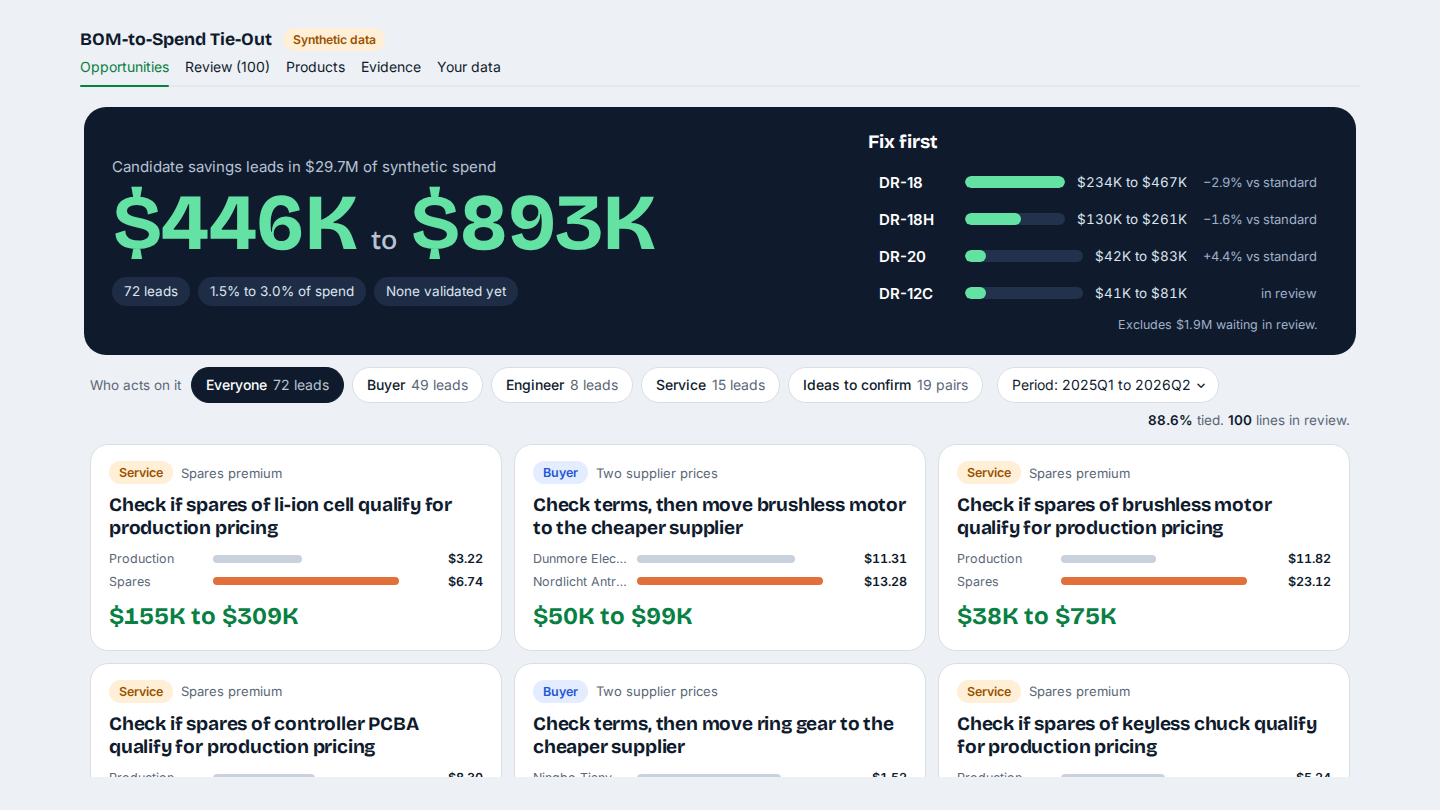 BOM-to-Spend Tie-Out Synthetic data
Opportunities Review (100) Products Evidence Your data
Candidate savings leads in $29.7M of synthetic spend
$446K to $893K
72 leads 1.5% to 3.0% of spend None validated yet
Fix first
DR-18 $234K to $467K −2.9% vs standard
DR-18H $130K to $261K −1.6% vs standard
DR-20 $42K to $83K +4.4% vs standard
DR-12C $41K to $81K in review
Excludes $1.9M waiting in review.
Who acts on it Everyone 72 leads Buyer 49 leads Engineer 8 leads Service 15 leads Ideas to confirm 19 pairs Period: 2025Q1 to 2026Q2
88.6% tied. 100 lines in review.
Service Spares premium
Check if spares of li-ion cell qualify for
production pricing
Production $3.22
Spares $6.74
$155K to $309K
Buyer Two supplier prices
Check terms, then move brushless motor
to the cheaper supplier
Dunmore Elec... $11.31
Nordlicht Antr... $13.28
$50K to $99K
Service Spares premium
Check if spares of brushless motor
qualify for production pricing
Production $11.82
Spares $23.12
$38K to $75K
Service Spares premium
Check if spares of controller PCBA
qualify for production pricing
Production $8.30
Buyer Two supplier prices
Check terms, then move ring gear to the
cheaper supplier
$1.52
Service Spares premium
Check if spares of keyless chuck qualify
for production pricing
Production $5.24